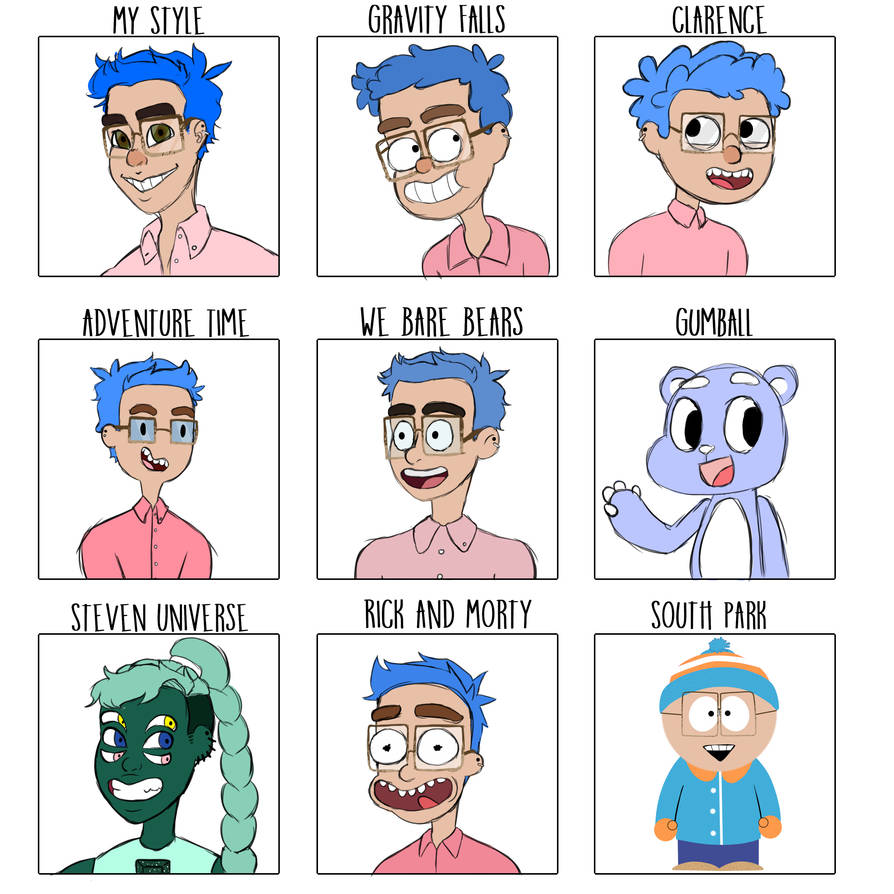 MY STYLE
GRAVITY FALLS
CLARENCE
ADVENTURE TIME
WE BARE BEARS
GUMBALL
STEVEN UNIVERSE
RICK AND MORTY
SOUTH PARK